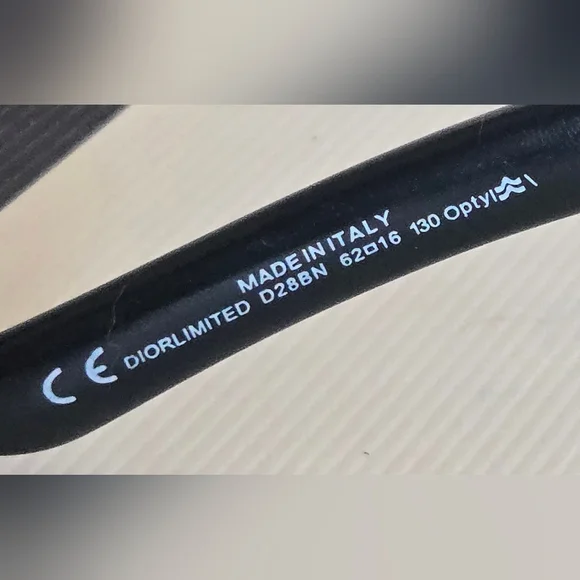 MADE IN ITALY
CE DIORLIMITED D28BN 62□16 130 Optyl